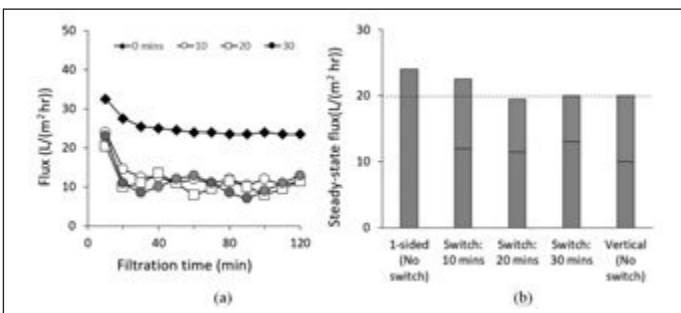 0 mins 10 20 30
50
40
30
20
10
0
Flux (L/(m² hr))
0 40 80 120
Filtration time (min)
(a)
30
20
10
0
Steady-state flux(L/(m² hr))
1-sided (No switch)
Switch: 10 mins
Switch: 20 mins
Switch: 30 mins
Vertical (No switch)
(b)